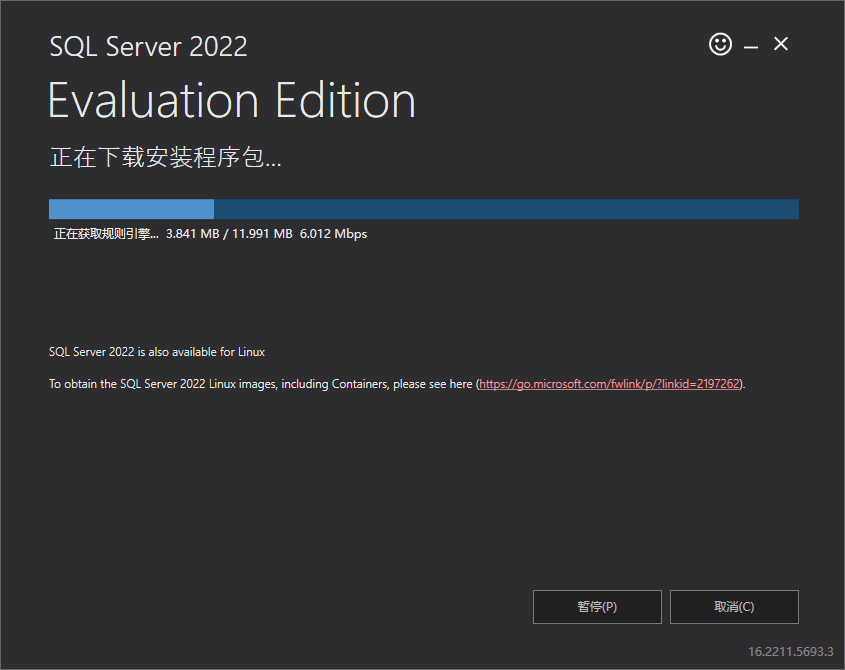 SQL Server 2022
Evaluation Edition
正在下载安装程序包...
正在获取规则引擎... 3.841 MB / 11.991 MB 6.012 Mbps
SQL Server 2022 is also available for Linux
To obtain the SQL Server 2022 Linux images, including Containers, please see here (https://go.microsoft.com/fwlink/p/?linkid=2197262).
暂停(P) 取消(C)
16.2211.5693.3